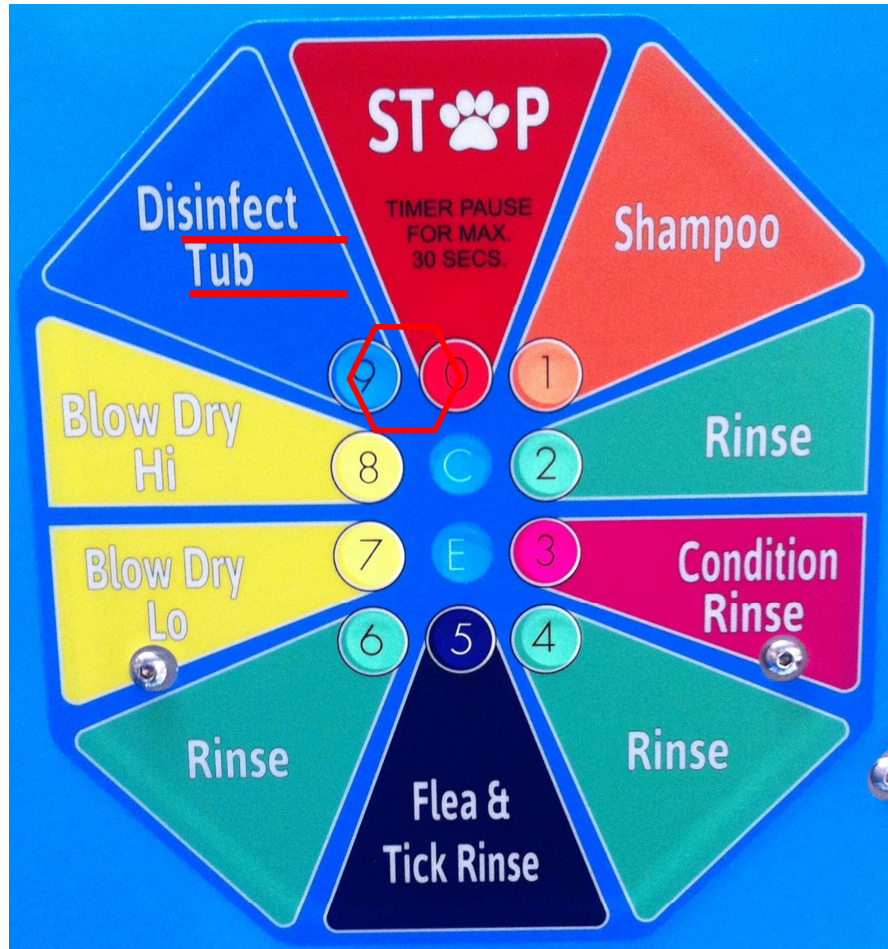 ST P
TIMER PAUSE
FOR MAX.
30 SECS.
Disinfect
Tub
Shampoo
9
0
1
Blow Dry
Hi
8
C
2
Rinse
Blow Dry
Lo
7
E
3
Condition
Rinse
6
5
4
Rinse
Flea &
Tick Rinse
Rinse